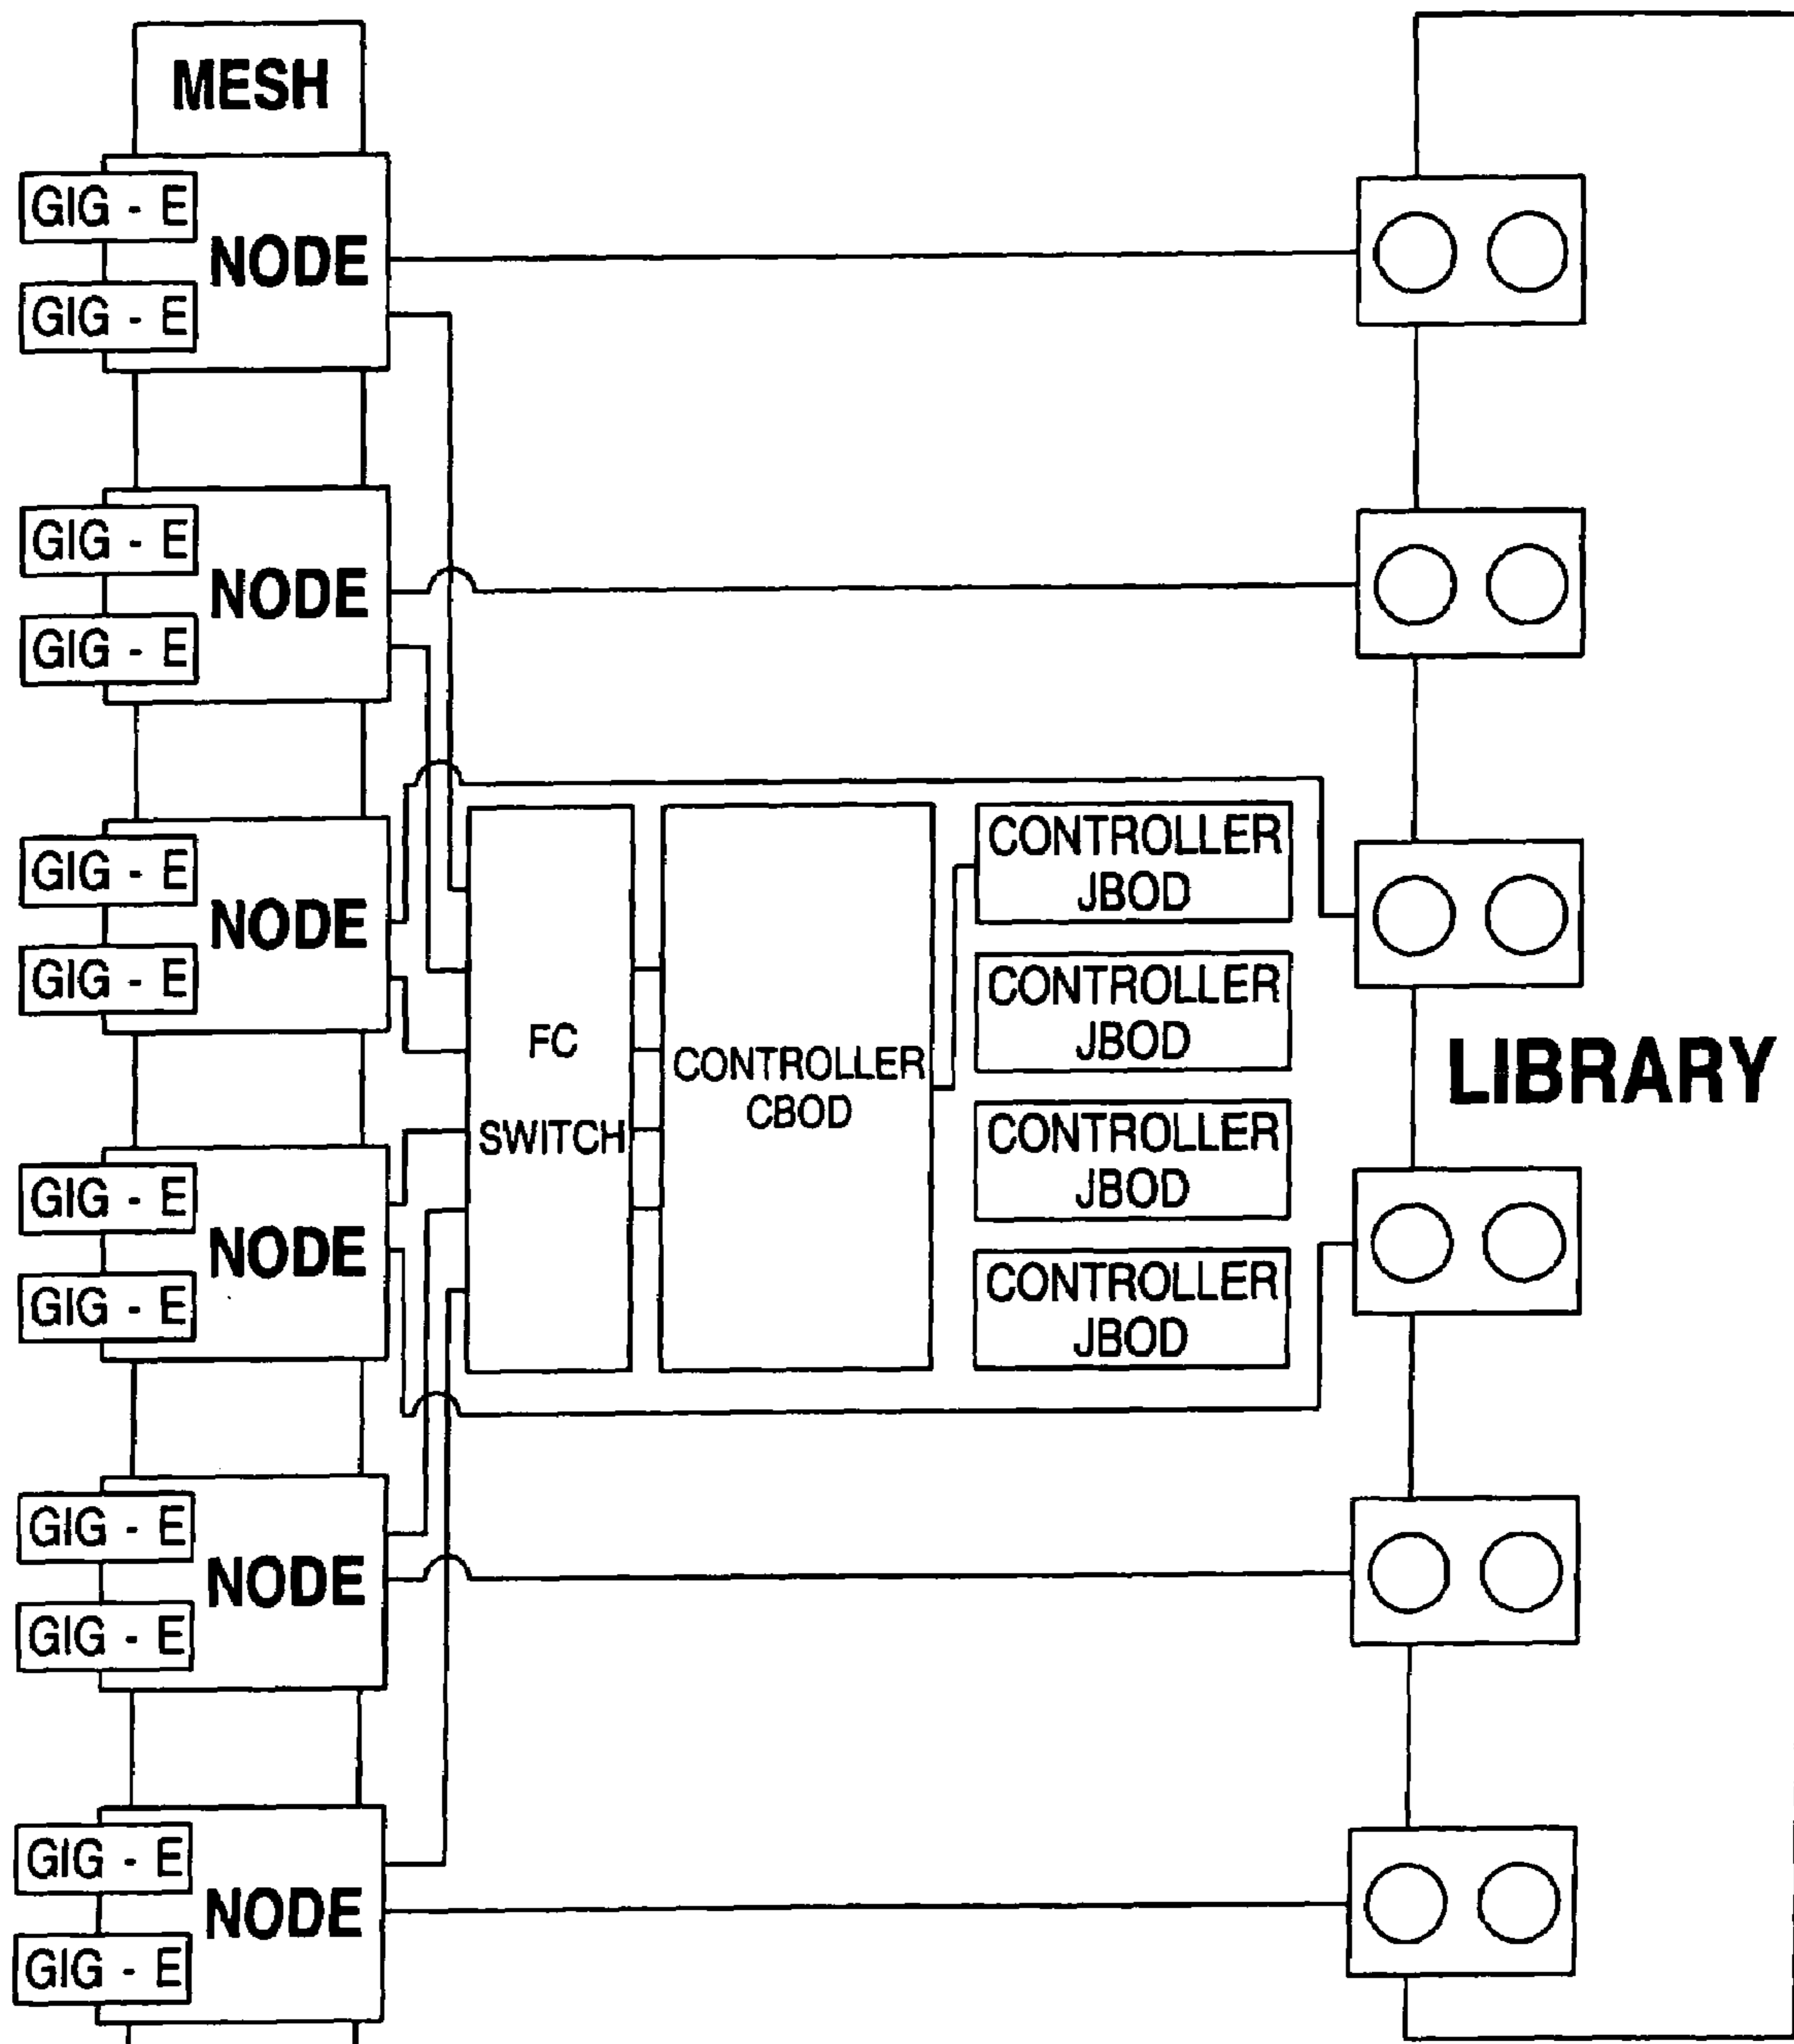 MESH
GIG - E
NODE
GIG - E
GIG - E
NODE
GIG - E
GIG - E
NODE
GIG - E
GIG - E
NODE
GIG - E
GIG - E
NODE
GIG - E
GIG - E
NODE
GIG - E
FC
SWITCH
CONTROLLER
CBOD
CONTROLLER
JBOD
CONTROLLER
JBOD
CONTROLLER
JBOD
CONTROLLER
JBOD
LIBRARY